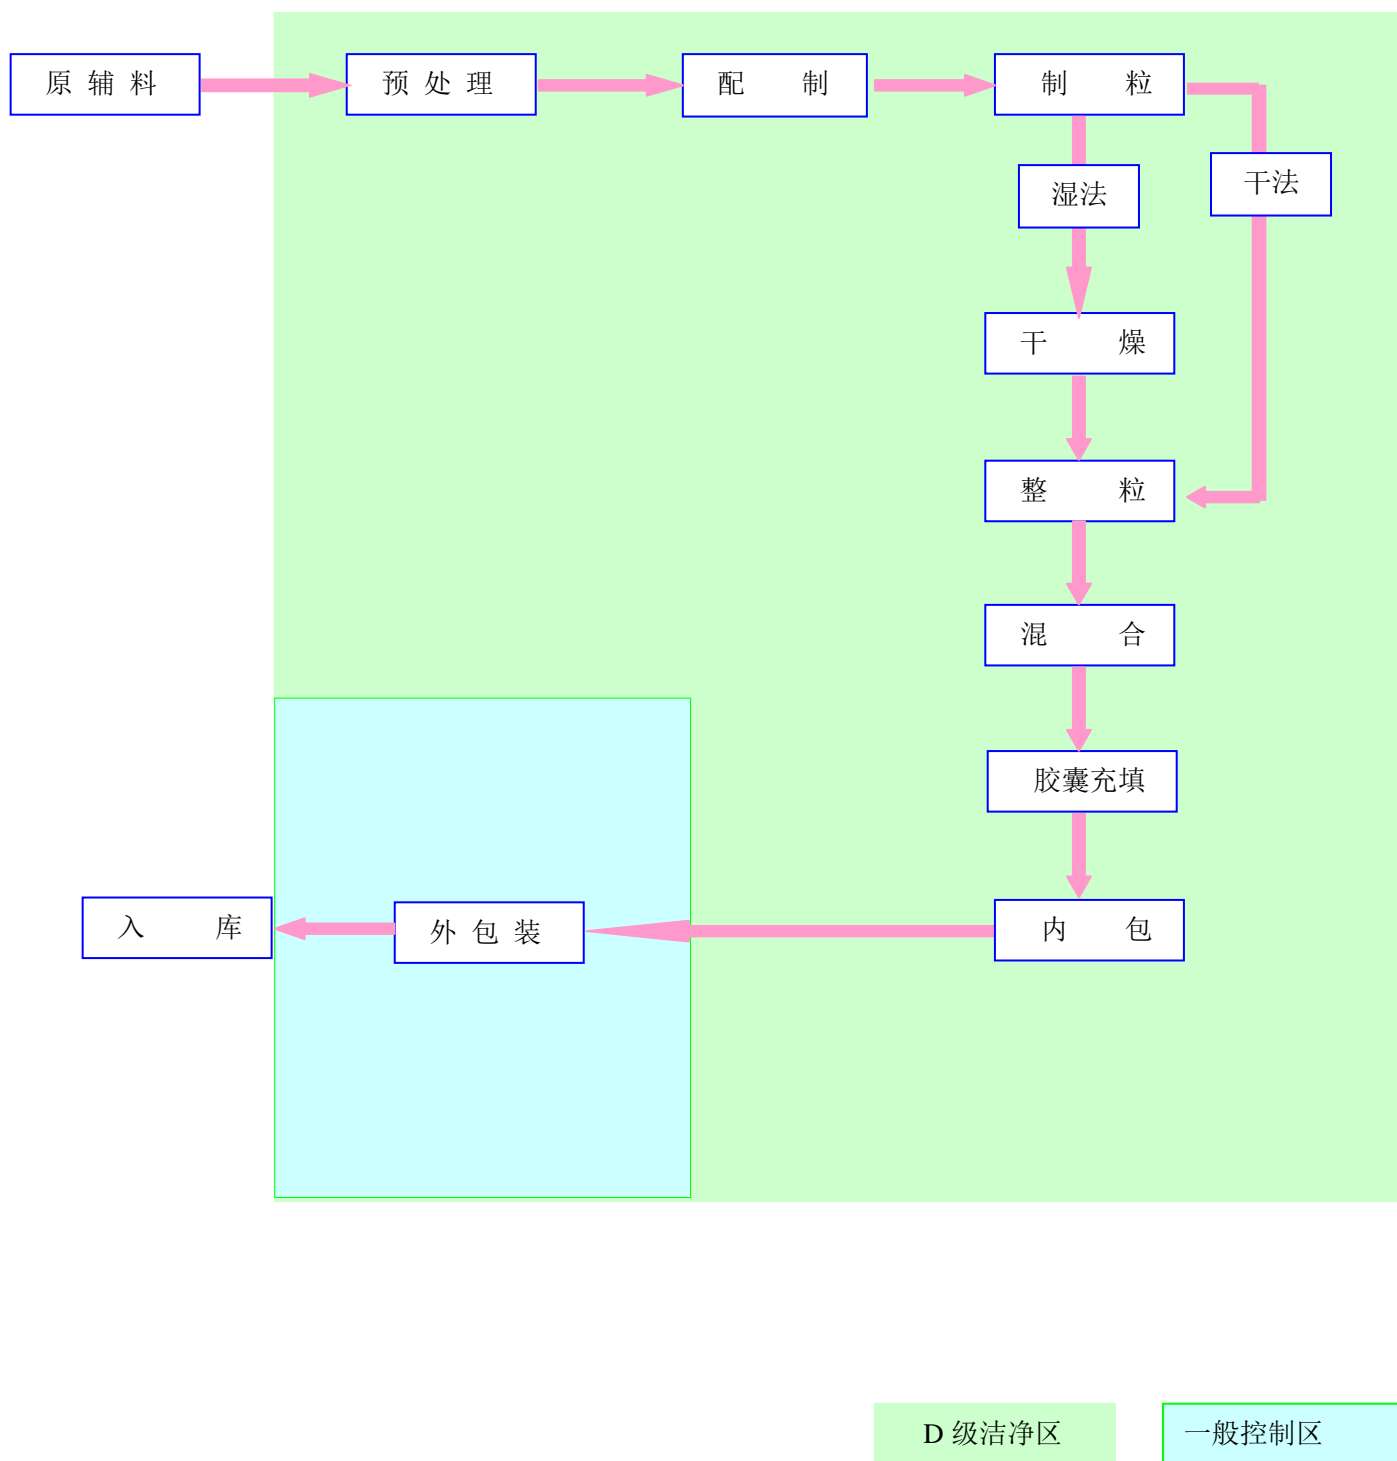 原 辅 料
预 处 理
配 制
制 粒
湿法
干法
干 燥
整 粒
混 合
胶囊充填
内 包
外 包 装
入 库
D 级洁净区
一般控制区